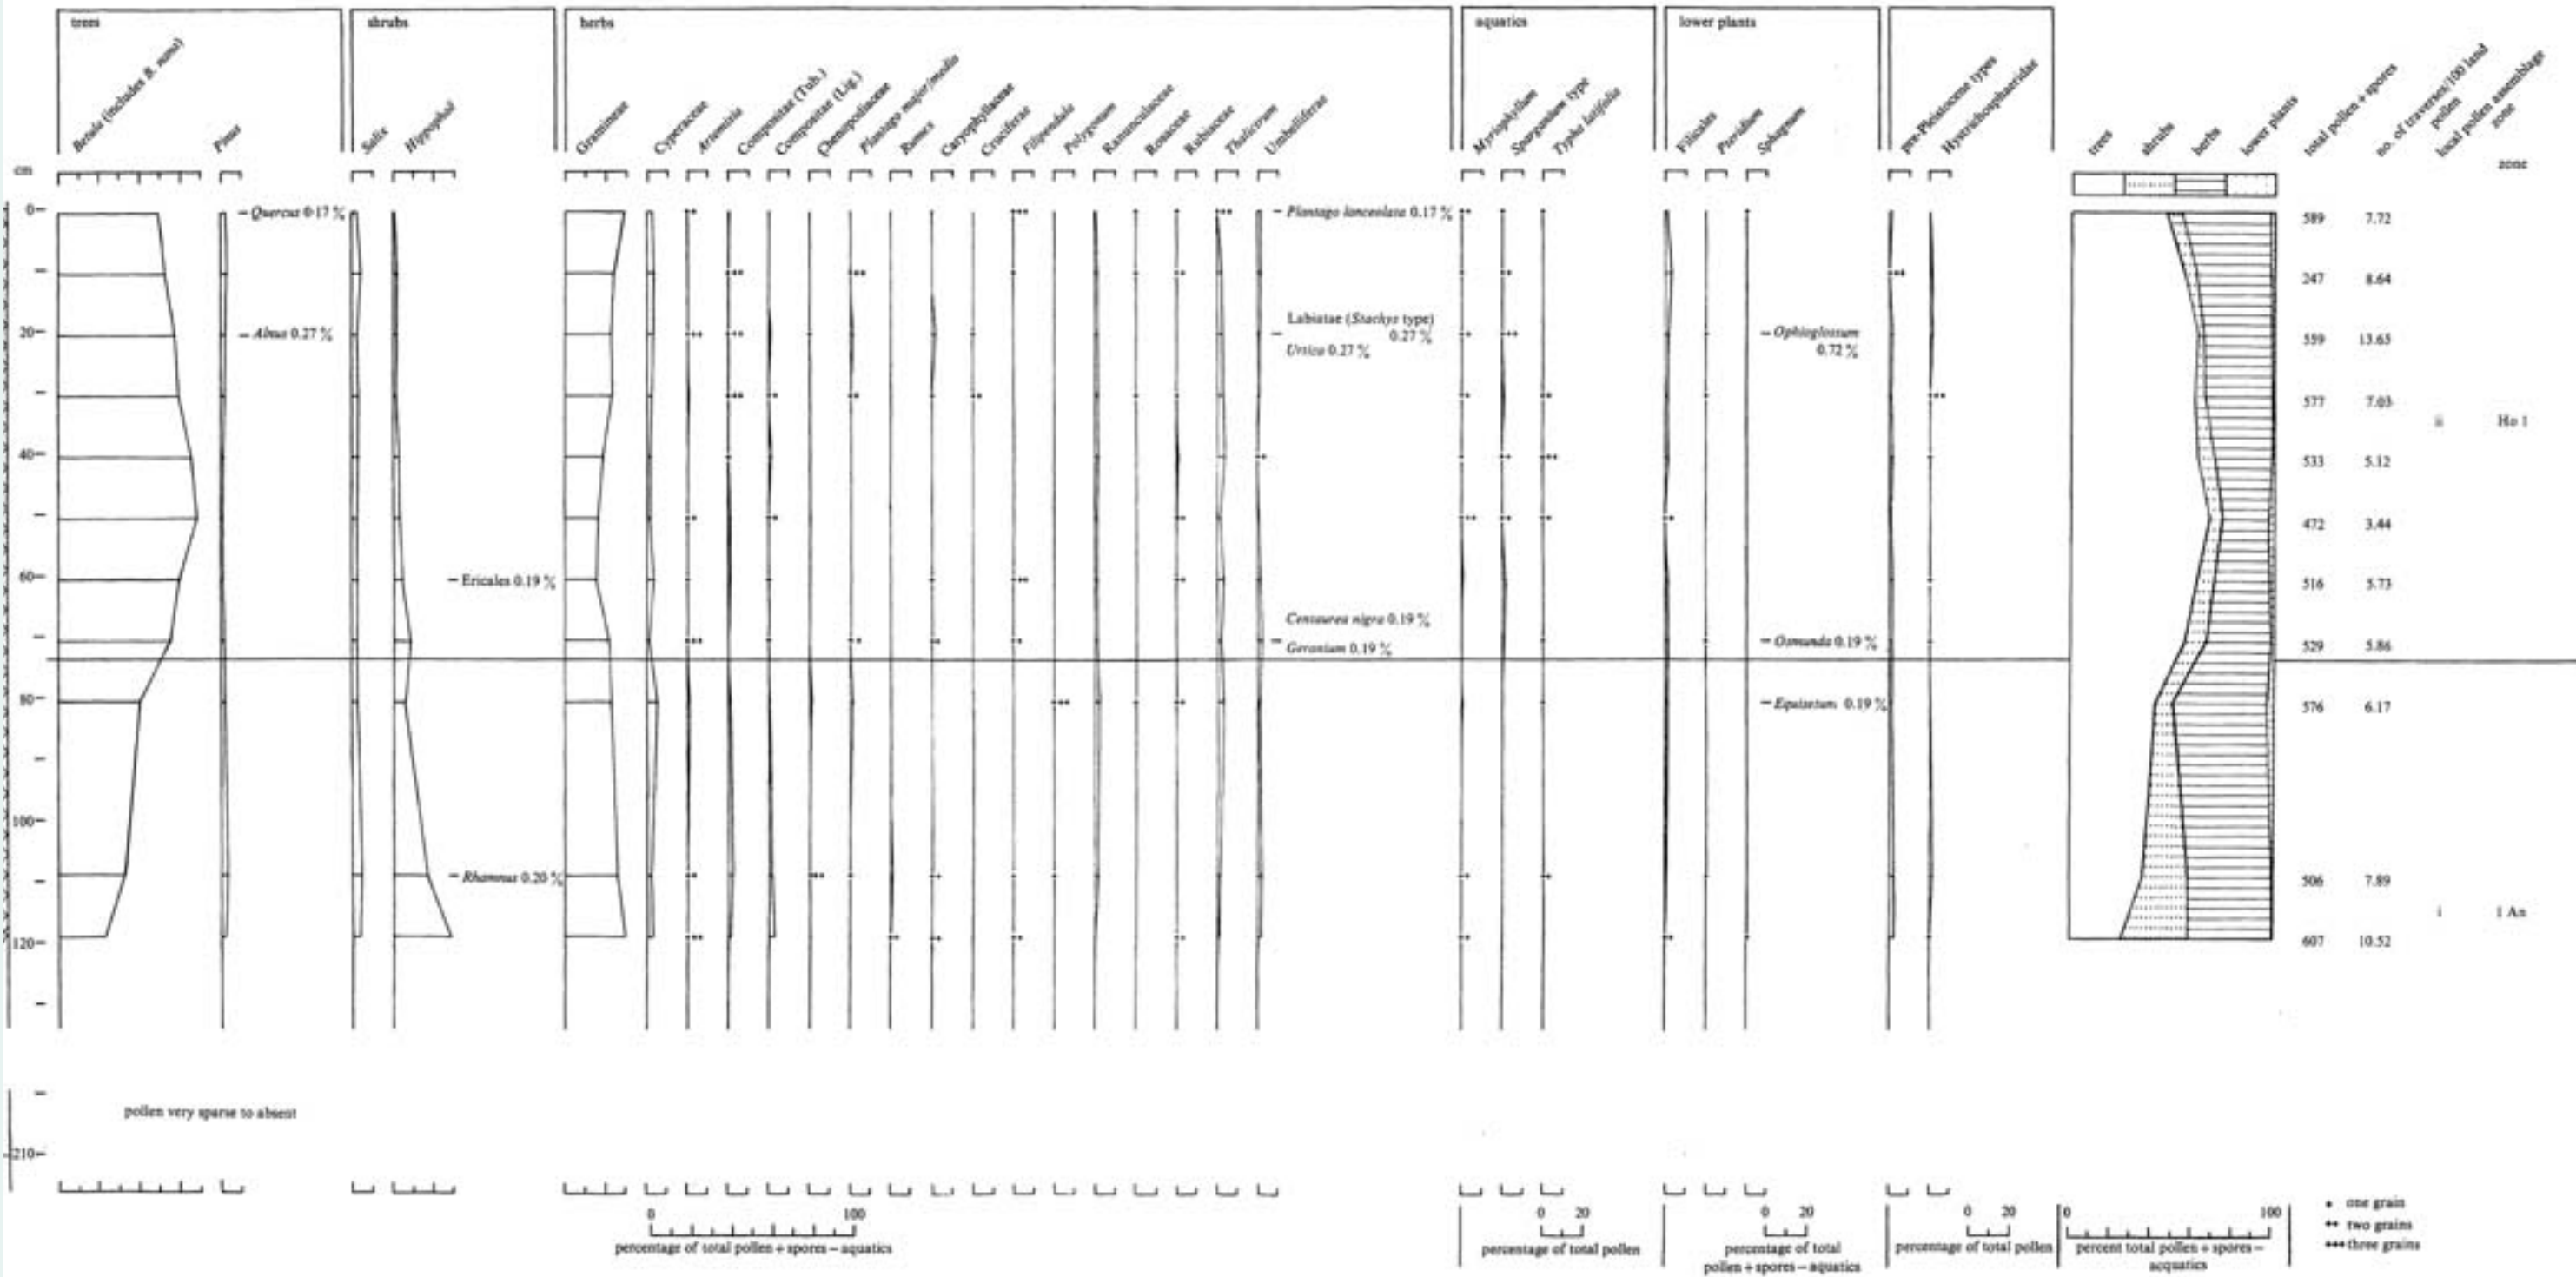 trees
shrubs
herbs
aquatics
lower plants
Betula (includes B. nana)
Pinus
Salix
Hippophaë
Gramineae
Cyperaceae
Artemisia
Compositae (Tub.)
Compositae (Lig.)
Chenopodiaceae
Plantago major/media
Rumex
Caryophyllaceae
Cruciferae
Filipendula
Polygonum
Ranunculaceae
Rosaceae
Rubiaceae
Thalictrum
Umbelliferae
Myriophyllum
Sparganium type
Typha latifolia
Filicales
Pteridium
Sphagnum
pre-Pleistocene types
Hystrichosphaeridae
trees
shrubs
herbs
lower plants
total pollen + spores
no. of traverses/100 land
pollen
local pollen assemblage
zone
zone
cm
0
Quercus 0·17 %
Plantago lanceolata 0.17 %
589 7.72
247 8.64
20
Alnus 0.27 %
Labiatae (Stachys type)
0.27 %
Urtica 0.27 %
Ophioglossum
0.72 %
559 13.65
577 7.03
ii Ho 1
40
533 5.12
472 3.44
60
Ericales 0.19 %
516 5.73
Centaurea nigra 0.19 %
Geranium 0.19 %
Osmunda 0.19 %
529 5.86
80
Equisetum 0.19 %
576 6.17
100
Rhamnus 0.20 %
506 7.89
i 1 An
120
607 10.52
pollen very sparse to absent
210
0 100
percentage of total pollen + spores − aquatics
0 20
percentage of total pollen
0 20
percentage of total
pollen + spores − aquatics
0 20
percentage of total pollen
0 100
percent total pollen + spores −
acquatics
+ one grain
++ two grains
+++ three grains